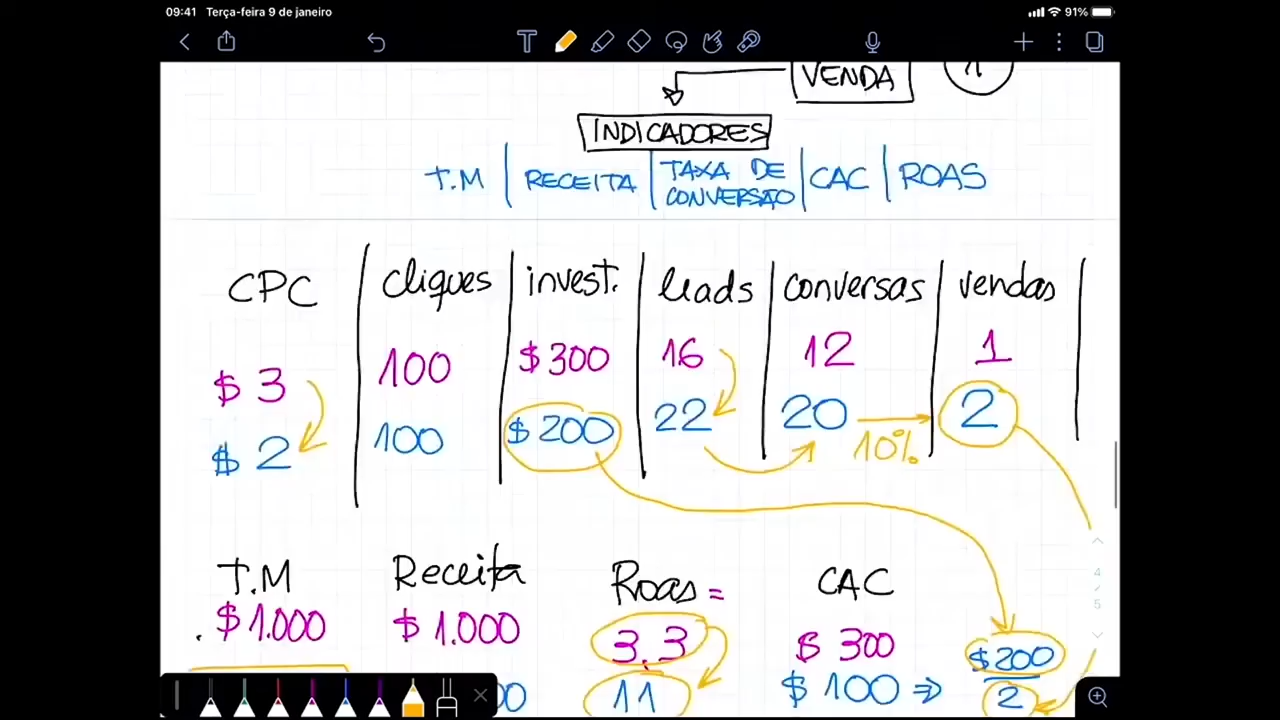 09:41 Terça-feira 9 de janeiro 91%
VENDA
INDICADORES
T.M | RECEITA | TAXA DE CONVERSÃO | CAC | ROAS
CPC cliques invest. leads conversas vendas
$ 3 100 $ 300 16 12 1
$ 2 100 $ 200 22 20 10% 2
T.M Receita Roas = CAC
$ 1.000 $ 1.000 3,3 $ 300 $ 200
11 $ 100 ⇒ 2
4
5